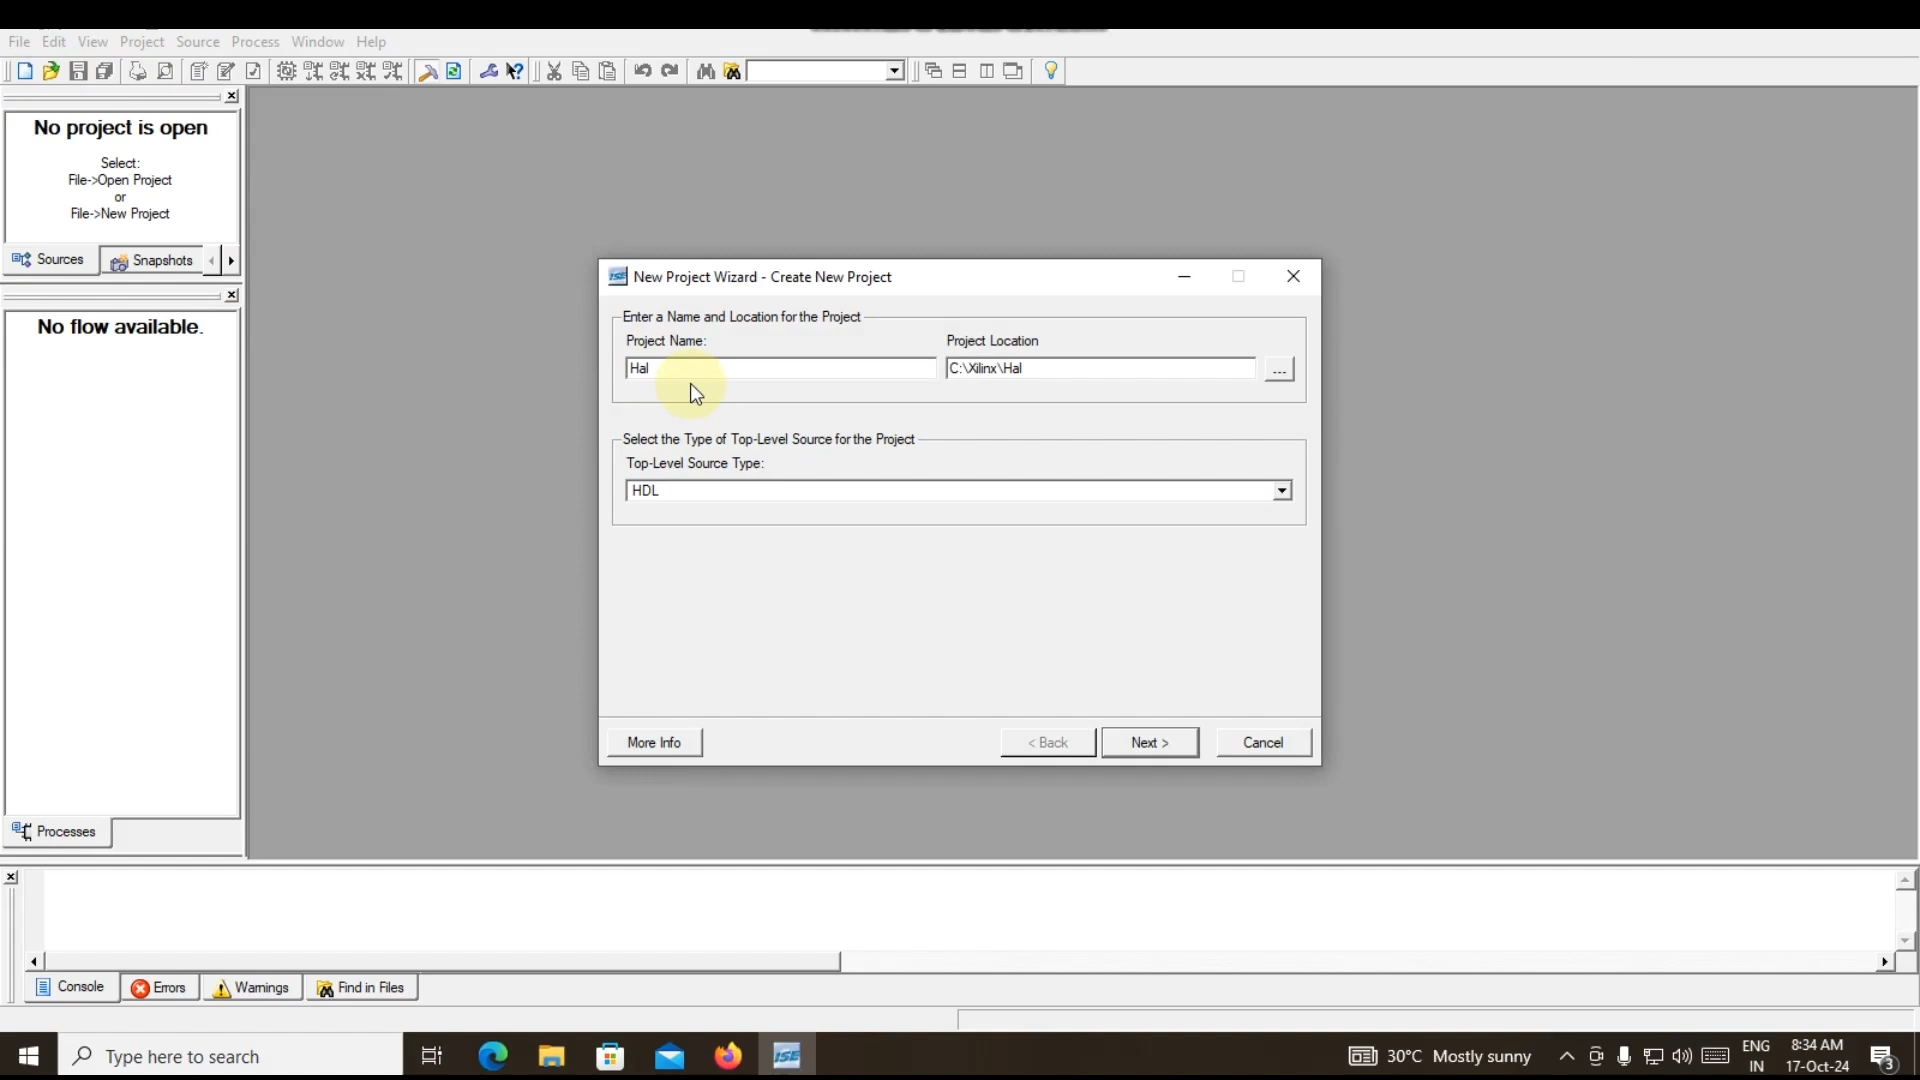 File Edit View Project Source Process Window Help
No project is open
Select:
File->Open Project
or
File->New Project
Sources Snapshots
No flow available.
Processes
ISE New Project Wizard - Create New Project
Enter a Name and Location for the Project
Project Name: Project Location
Hal C:\Xilinx\Hal ...
Select the Type of Top-Level Source for the Project
Top-Level Source Type:
HDL
More Info < Back Next > Cancel
Console Errors Warnings Find in Files
Type here to search ISE 30°C Mostly sunny ENG 8:34 AM
IN 17-Oct-24 3